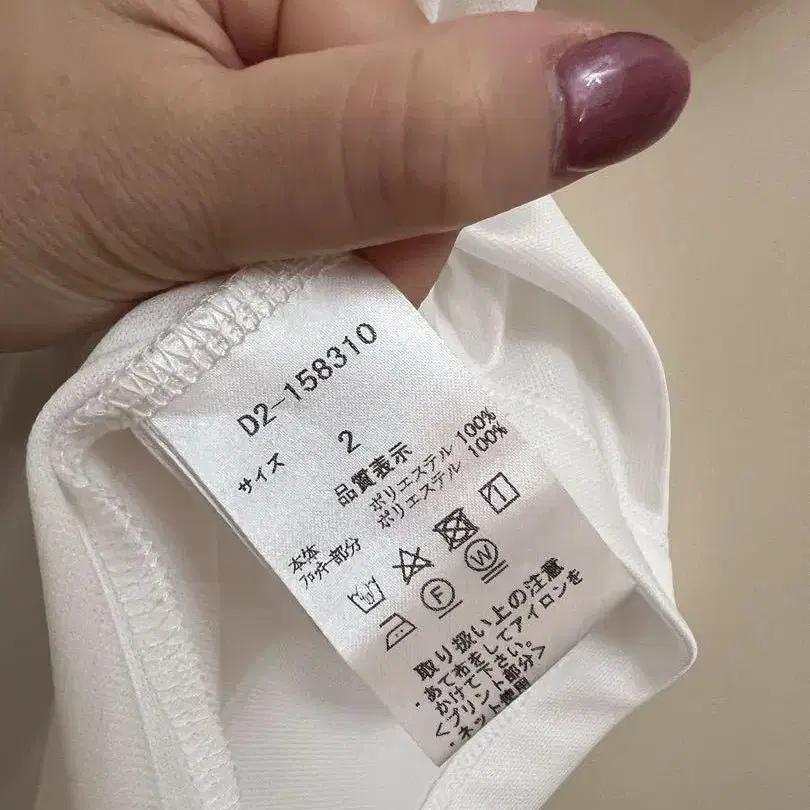 D2-158310
サイズ 2
品質表示
本体 ポリエステル 100%
フロッキー部分 ポリエステル 100%
F W
取り扱い上の注意
・あて布をしてアイロンを
かけて下さい。
<プリント部分>
・ネット使用